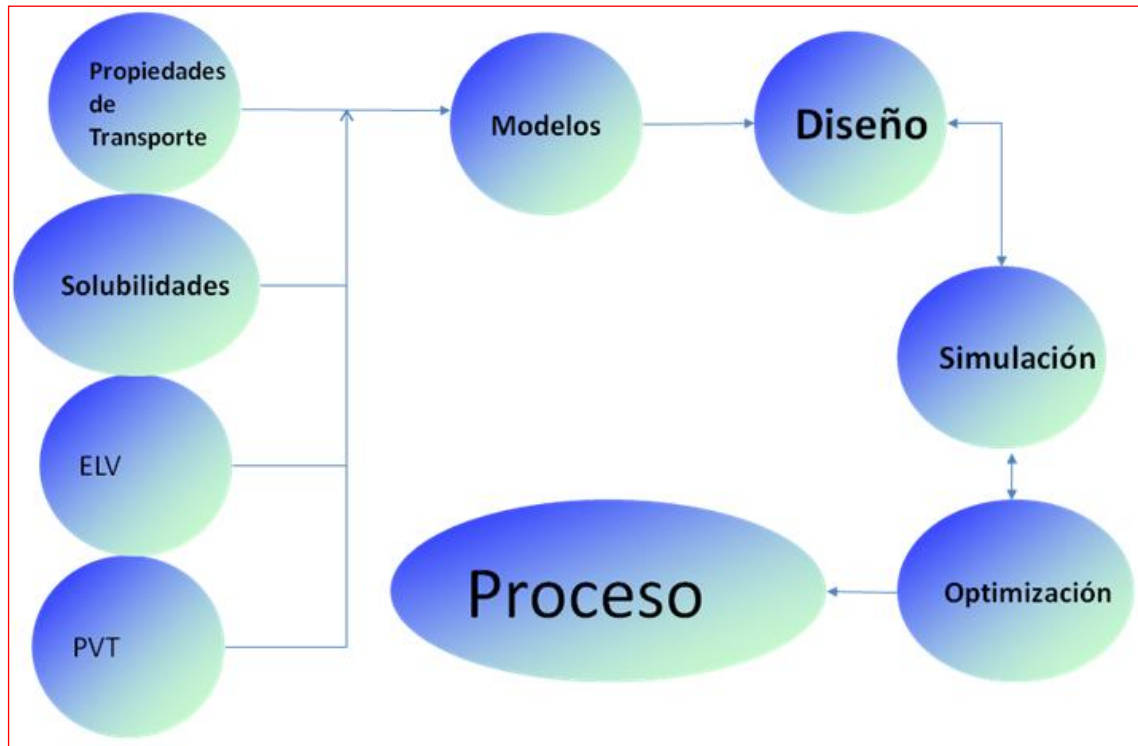 Propiedades
de
Transporte
Solubilidades
ELV
PVT
Modelos
Diseño
Simulación
Optimización
Proceso